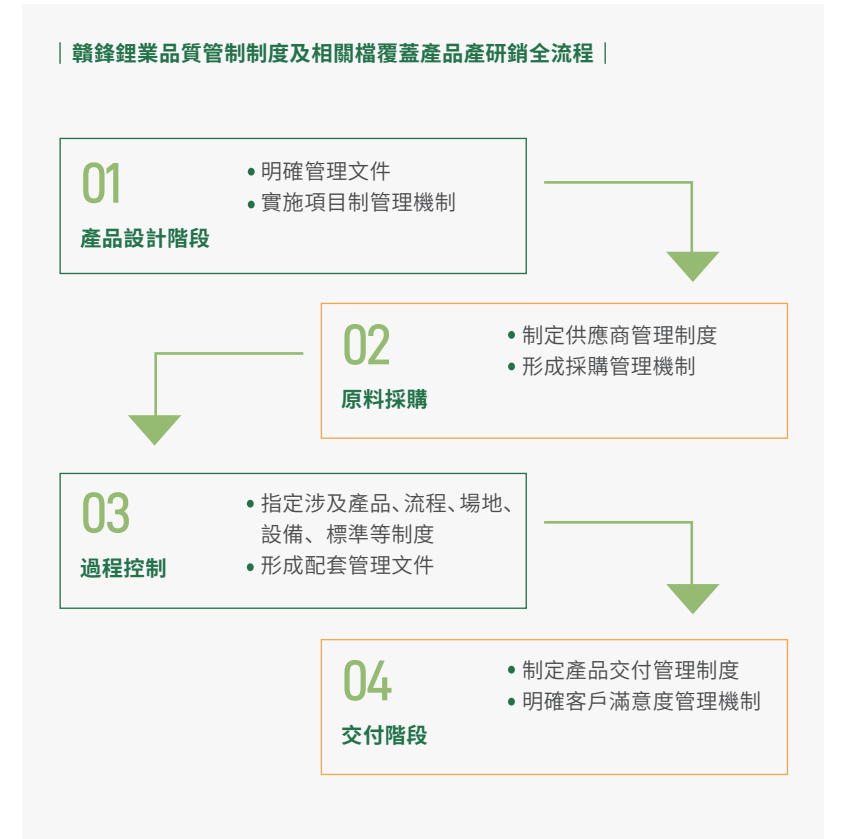 ｜贛鋒鋰業品質管制制度及相關檔覆蓋產品產研銷全流程｜
01
產品設計階段
• 明確管理文件
• 實施項目制管理機制
02
原料採購
• 制定供應商管理制度
• 形成採購管理機制
03
過程控制
• 指定涉及產品、流程、場地、
設備、標準等制度
• 形成配套管理文件
04
交付階段
• 制定產品交付管理制度
• 明確客戶滿意度管理機制